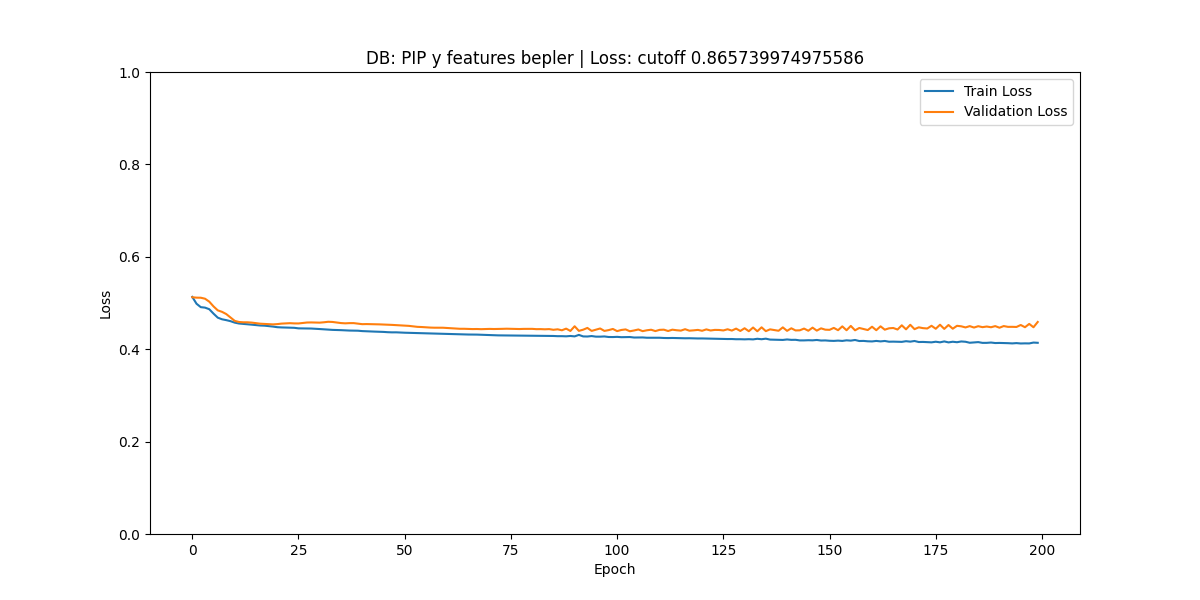 DB: PIP y features bepler | Loss: cutoff 0.865739974975586
1.0
0.8
0.6
0.4
0.2
0.0
Loss
Train Loss
Validation Loss
0 25 50 75 100 125 150 175 200
Epoch